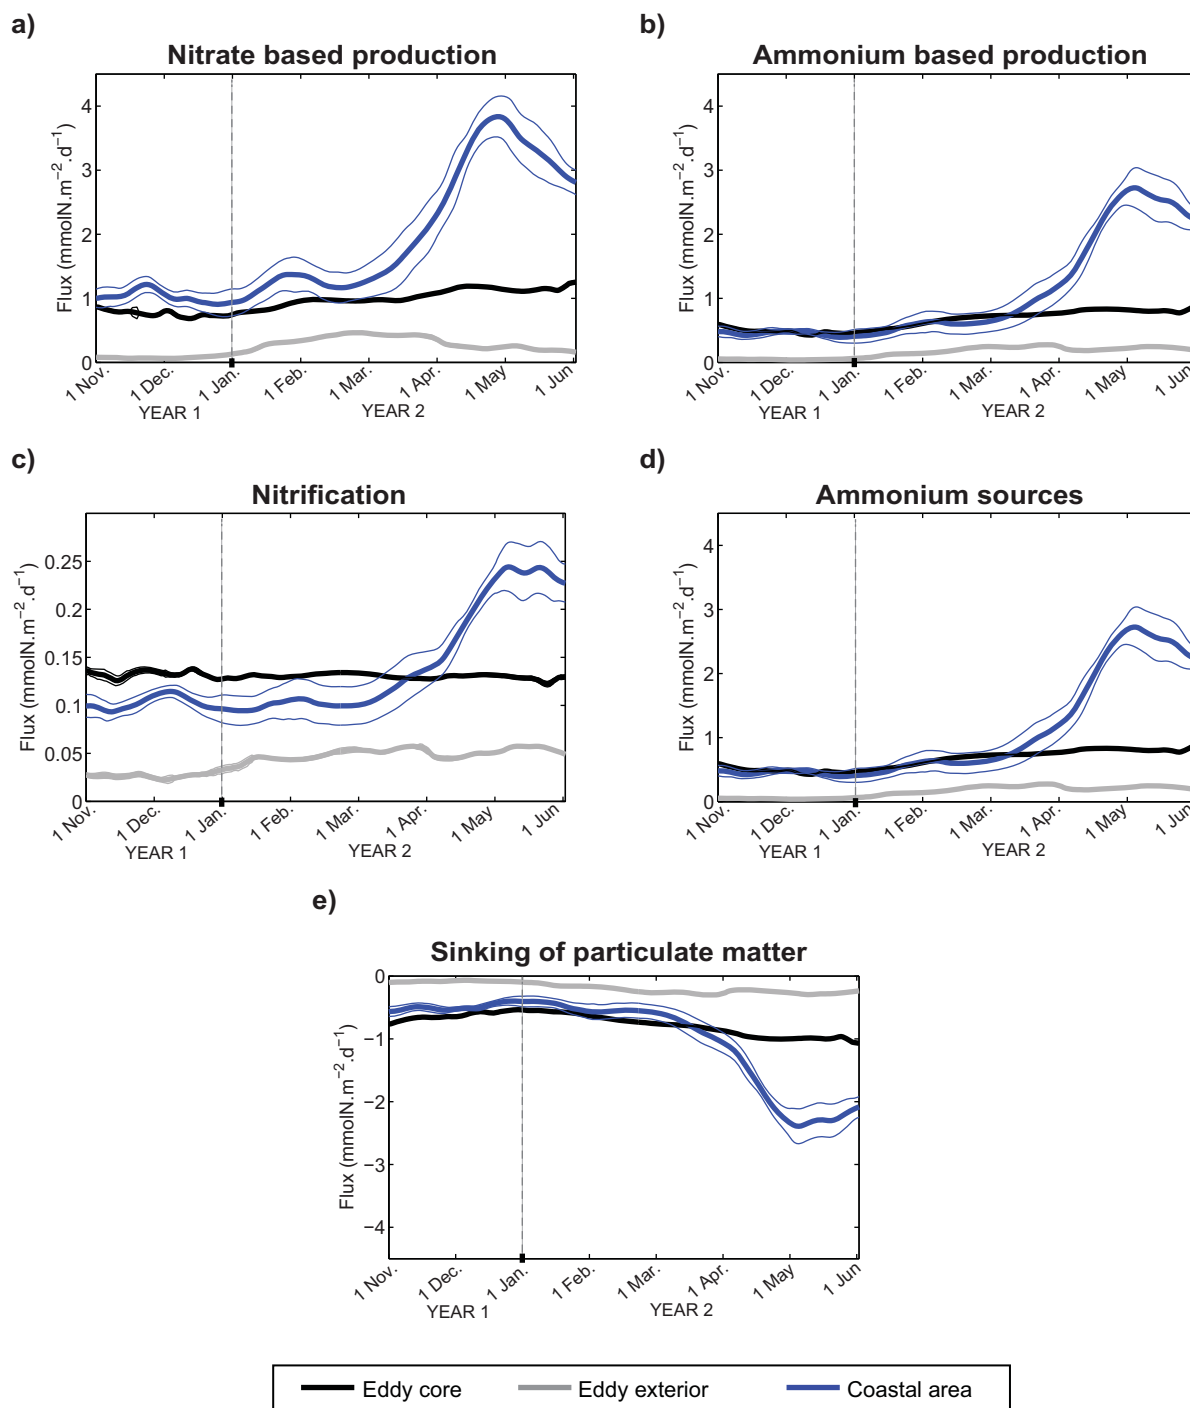 a)
Nitrate based production
Flux (mmolN.m⁻².d⁻¹)
4
3
2
1
0
1 Nov.
1 Dec.
1 Jan.
1 Feb.
1 Mar.
1 Apr.
1 May
1 Jun
YEAR 1
YEAR 2
b)
Ammonium based production
Flux (mmolN.m⁻².d⁻¹)
4
3
2
1
0
1 Nov.
1 Dec.
1 Jan.
1 Feb.
1 Mar.
1 Apr.
1 May
1 Jun
YEAR 1
YEAR 2
c)
Nitrification
Flux (mmolN.m⁻².d⁻¹)
0.25
0.2
0.15
0.1
0.05
0
1 Nov.
1 Dec.
1 Jan.
1 Feb.
1 Mar.
1 Apr.
1 May
1 Jun
YEAR 1
YEAR 2
d)
Ammonium sources
Flux (mmolN.m⁻².d⁻¹)
4
3
2
1
0
1 Nov.
1 Dec.
1 Jan.
1 Feb.
1 Mar.
1 Apr.
1 May
1 Jun
YEAR 1
YEAR 2
e)
Sinking of particulate matter
Flux (mmolN.m⁻².d⁻¹)
0
−1
−2
−3
−4
1 Nov.
1 Dec.
1 Jan.
1 Feb.
1 Mar.
1 Apr.
1 May
1 Jun
YEAR 1
YEAR 2
Eddy core
Eddy exterior
Coastal area